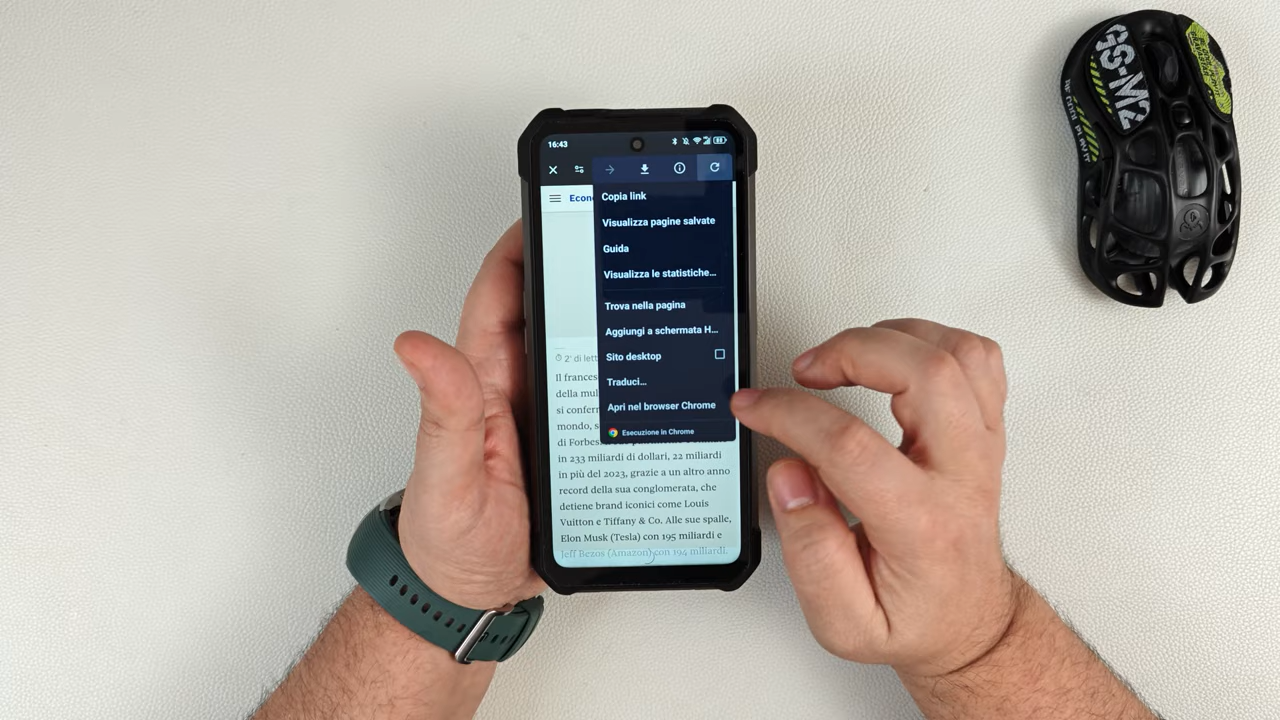 16:43
Copia link
Visualizza pagine salvate
Guida
Visualizza le statistiche…
Trova nella pagina
Aggiungi a schermata H…
Sito desktop
Traduci…
Apri nel browser Chrome
Esecuzione in Chrome
Econ
2' di lett
Il frances
della mul
si conferr
mondo, s
di Forbes
in 233 miliardi di dollari, 22 miliardi
in più del 2023, grazie a un altro anno
record della sua conglomerata, che
detiene brand iconici come Louis
Vuitton e Tiffany & Co. Alle sue spalle,
Elon Musk (Tesla) con 195 miliardi e
Jeff Bezos (Amazon) con 194 miliardi.
GS-M2